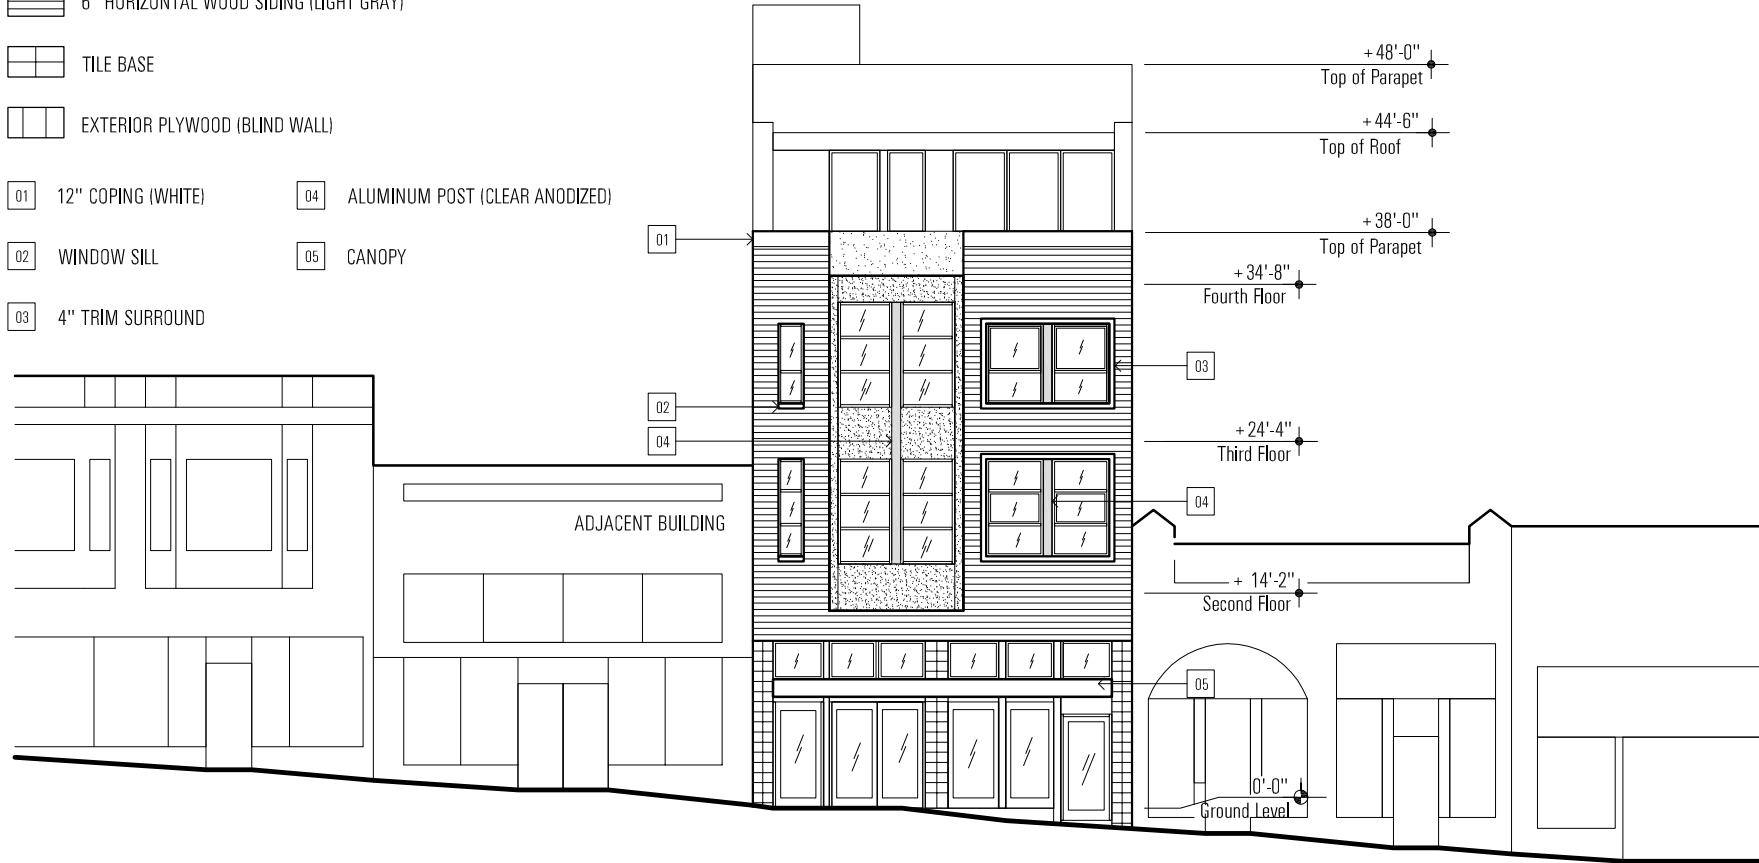 6" HORIZONTAL WOOD SIDING (LIGHT GRAY)
TILE BASE
EXTERIOR PLYWOOD (BLIND WALL)
01 12" COPING (WHITE)
04 ALUMINUM POST (CLEAR ANODIZED)
02 WINDOW SILL
05 CANOPY
03 4" TRIM SURROUND
+48'-0"
Top of Parapet
+44'-6"
Top of Roof
01
+38'-0"
Top of Parapet
+34'-8"
Fourth Floor
03
02
04
+24'-4"
Third Floor
04
ADJACENT BUILDING
+ 14'-2"
Second Floor
05
0'-0"
Ground Level